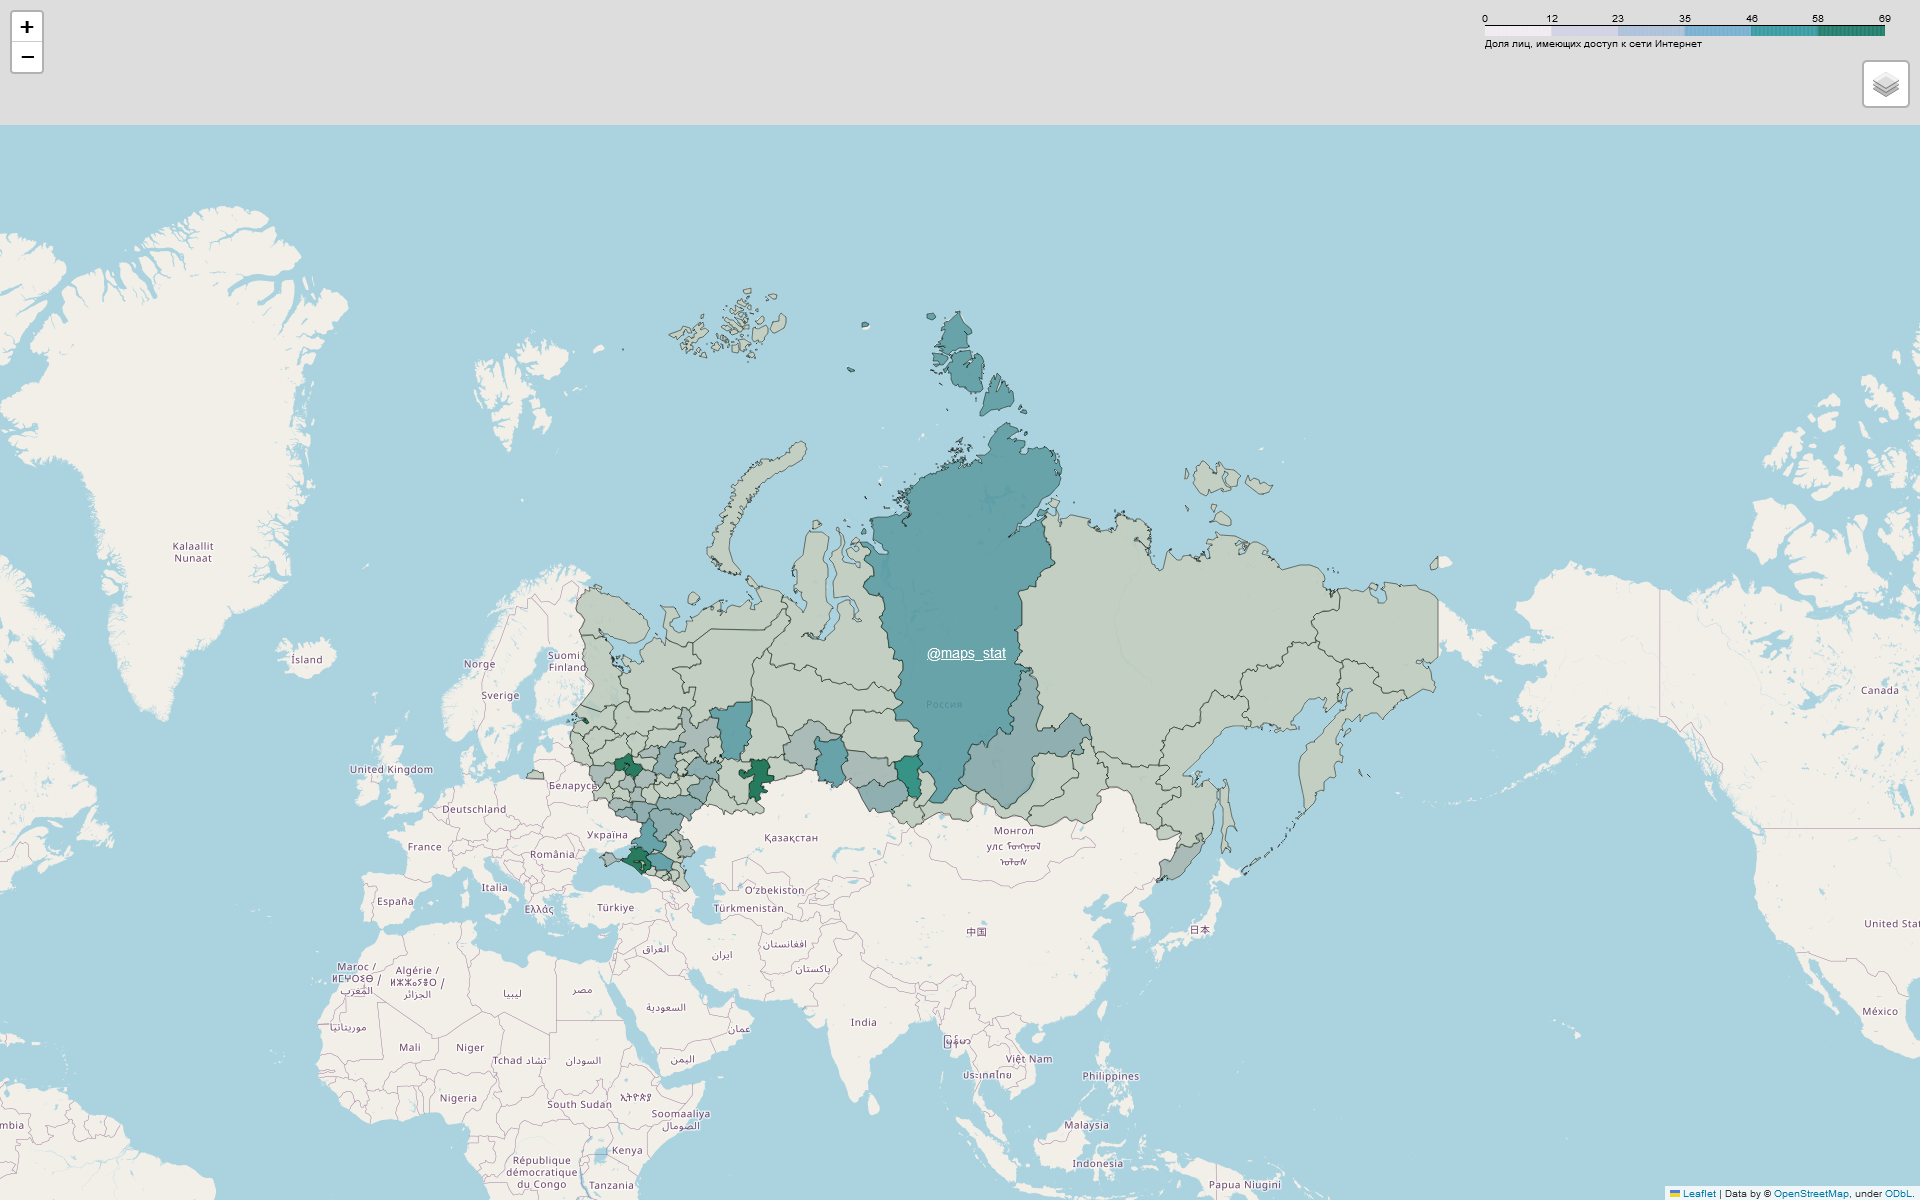 +
−
0 12 23 35 46 58 69
Доля лиц, имеющих доступ к сети Интернет
Kalaallit
Nunaat
Ísland
Norge
Suomi /
Finland
Sverige
@maps_stat
Россия
Canada
United Kingdom
Беларусь
Deutschland
Україна
Қазақстан
Монгол
улс
France
România
Italia
O'zbekiston
España
Ελλάς
Türkiye
Türkmenistan
United Stat
中国
日本
العراق
ايران
افغانستان
پاکستان
Maroc /
ⵍⵎⵖⵔⵉⴱ /
المغرب
Algérie /
ⵍⵣⵣⴰⵢⴻⵔ /
الجزائر
ليبيا
مصر
السعودية
عمان
India
México
موريتانيا
Mali
Niger
Tchad تشاد
السودان
اليمن
Việt Nam
ประเทศไทย
Philippines
Nigeria
South Sudan
ኢትዮጵያ
Soomaaliya
الصومال
mbia
Malaysia
Kenya
Indonesia
République
démocratique
du Congo
Tanzania
Papua Niugini
Leaflet | Data by © OpenStreetMap, under ODbL.